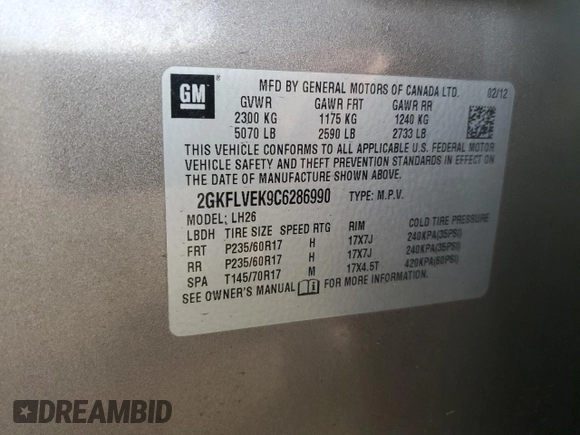 GM
MFD BY GENERAL MOTORS OF CANADA LTD. 02/12
GVWR GAWR FRT GAWR RR
2300 KG 1175 KG 1240 KG
5070 LB 2590 LB 2733 LB
THIS VEHICLE CONFORMS TO ALL APPLICABLE U.S. FEDERAL MOTOR
VEHICLE SAFETY AND THEFT PREVENTION STANDARDS IN EFFECT ON
THE DATE OF MANUFACTURE SHOWN ABOVE.
2GKFLVEK9C6286990 TYPE: M.P.V.
MODEL: LH26
LBDH TIRE SIZE SPEED RTG RIM COLD TIRE PRESSURE
FRT P235/60R17 H 17X7J 240KPA(35PSI)
RR P235/60R17 H 17X7J 240KPA(35PSI)
SPA T145/70R17 M 17X4.5T 420KPA(60PSI)
SEE OWNER'S MANUAL i FOR MORE INFORMATION.
DREAMBID